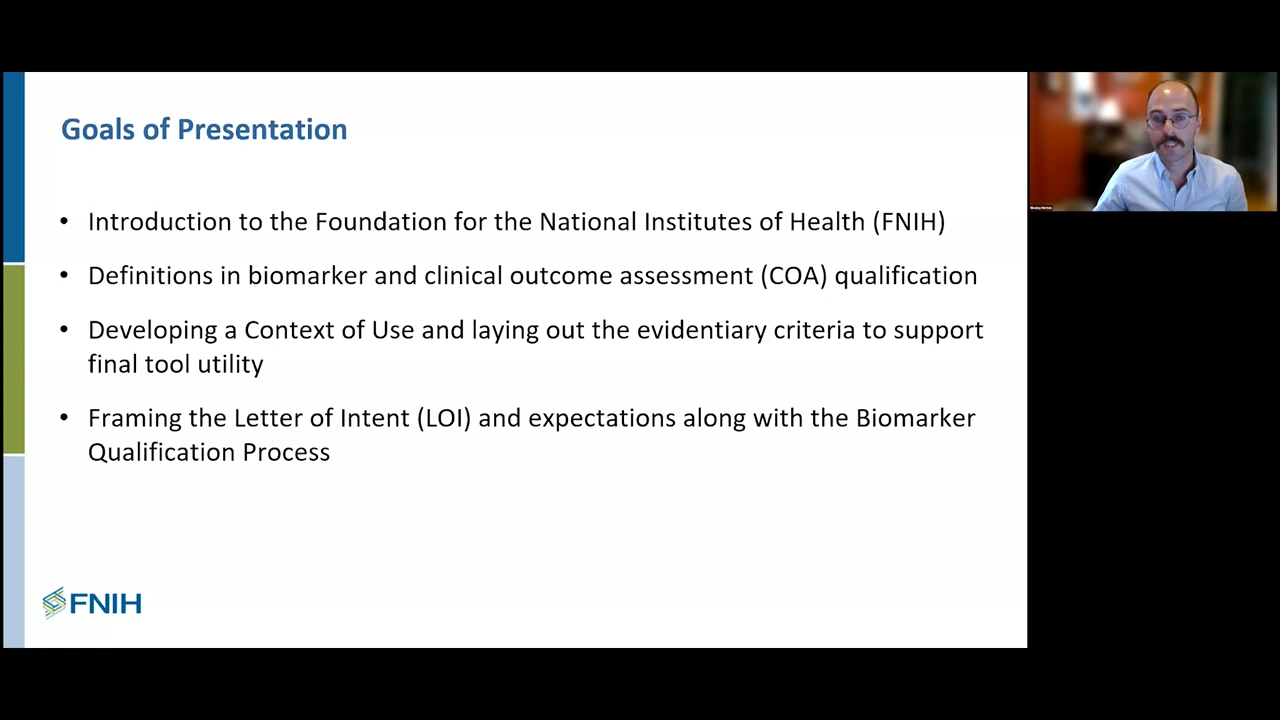 Goals of Presentation
• Introduction to the Foundation for the National Institutes of Health (FNIH)
• Definitions in biomarker and clinical outcome assessment (COA) qualification
• Developing a Context of Use and laying out the evidentiary criteria to support
final tool utility
• Framing the Letter of Intent (LOI) and expectations along with the Biomarker
Qualification Process
FNIH